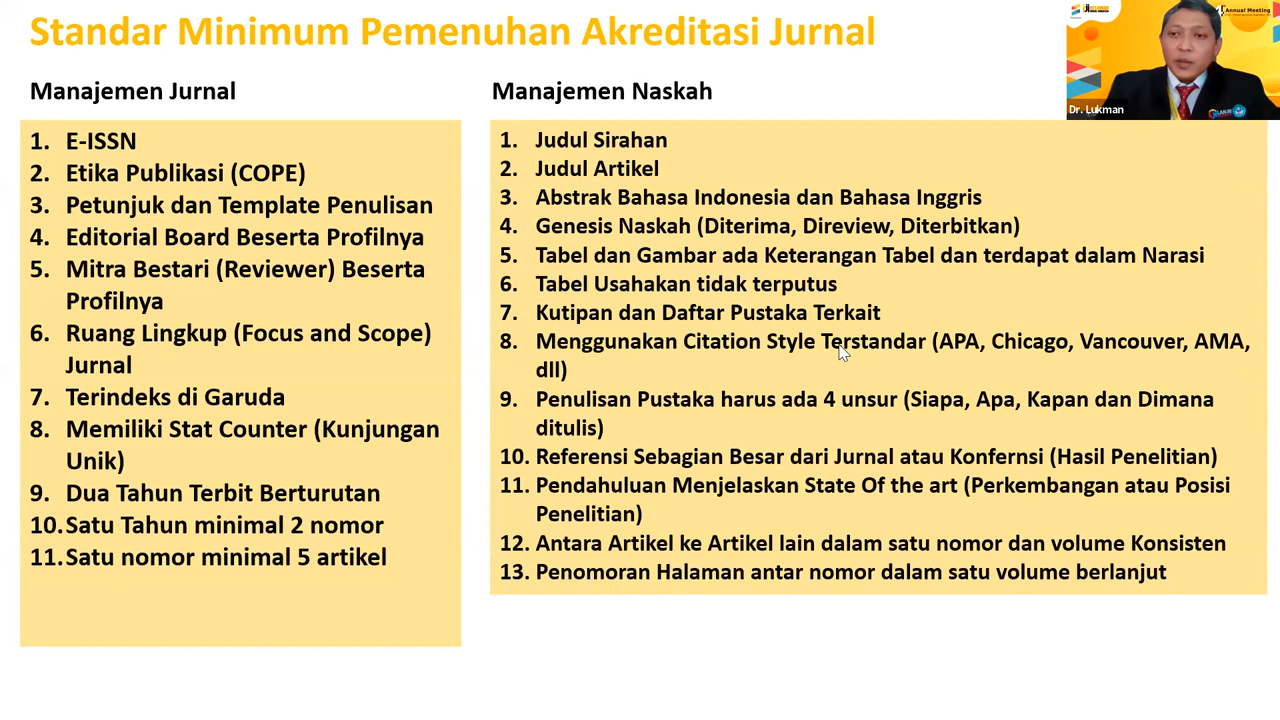 Standar Minimum Pemenuhan Akreditasi Jurnal
Annual Meeting
Dr. Lukman
Manajemen Jurnal
1. E-ISSN
2. Etika Publikasi (COPE)
3. Petunjuk dan Template Penulisan
4. Editorial Board Beserta Profilnya
5. Mitra Bestari (Reviewer) Beserta
Profilnya
6. Ruang Lingkup (Focus and Scope)
Jurnal
7. Terindeks di Garuda
8. Memiliki Stat Counter (Kunjungan
Unik)
9. Dua Tahun Terbit Berturutan
10. Satu Tahun minimal 2 nomor
11. Satu nomor minimal 5 artikel
Manajemen Naskah
1. Judul Sirahan
2. Judul Artikel
3. Abstrak Bahasa Indonesia dan Bahasa Inggris
4. Genesis Naskah (Diterima, Direview, Diterbitkan)
5. Tabel dan Gambar ada Keterangan Tabel dan terdapat dalam Narasi
6. Tabel Usahakan tidak terputus
7. Kutipan dan Daftar Pustaka Terkait
8. Menggunakan Citation Style Terstandar (APA, Chicago, Vancouver, AMA,
dll)
9. Penulisan Pustaka harus ada 4 unsur (Siapa, Apa, Kapan dan Dimana
ditulis)
10. Referensi Sebagian Besar dari Jurnal atau Konfernsi (Hasil Penelitian)
11. Pendahuluan Menjelaskan State Of the art (Perkembangan atau Posisi
Penelitian)
12. Antara Artikel ke Artikel lain dalam satu nomor dan volume Konsisten
13. Penomoran Halaman antar nomor dalam satu volume berlanjut